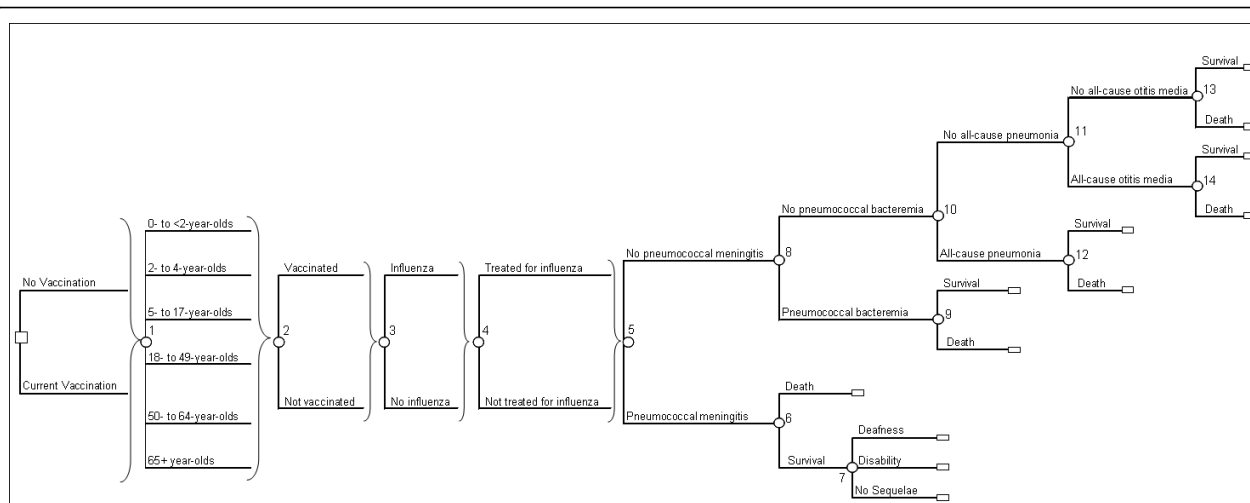 No Vaccination
Current Vaccination
1
0- to <2-year-olds
2- to 4-year-olds
5- to 17-year-olds
18- to 49-year-olds
50- to 64-year-olds
65+ year-olds
2
Vaccinated
Not vaccinated
3
Influenza
No influenza
4
Treated for influenza
Not treated for influenza
5
No pneumococcal meningitis
Pneumococcal meningitis
8
No pneumococcal bacteremia
Pneumococcal bacteremia
10
No all-cause pneumonia
All-cause pneumonia
11
No all-cause otitis media
All-cause otitis media
13
Survival
Death
14
Survival
Death
12
Survival
Death
9
Survival
Death
6
Death
Survival
7
Deafness
Disability
No Sequelae